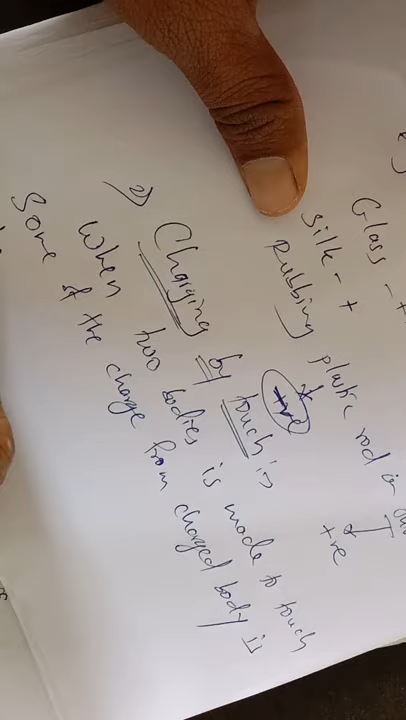 Glass -
Silk - +
Rubbing plastic rod
+ve
+ve
2) Charging by touch :-
When two bodies is made to touch
Some of the charge from charged body is